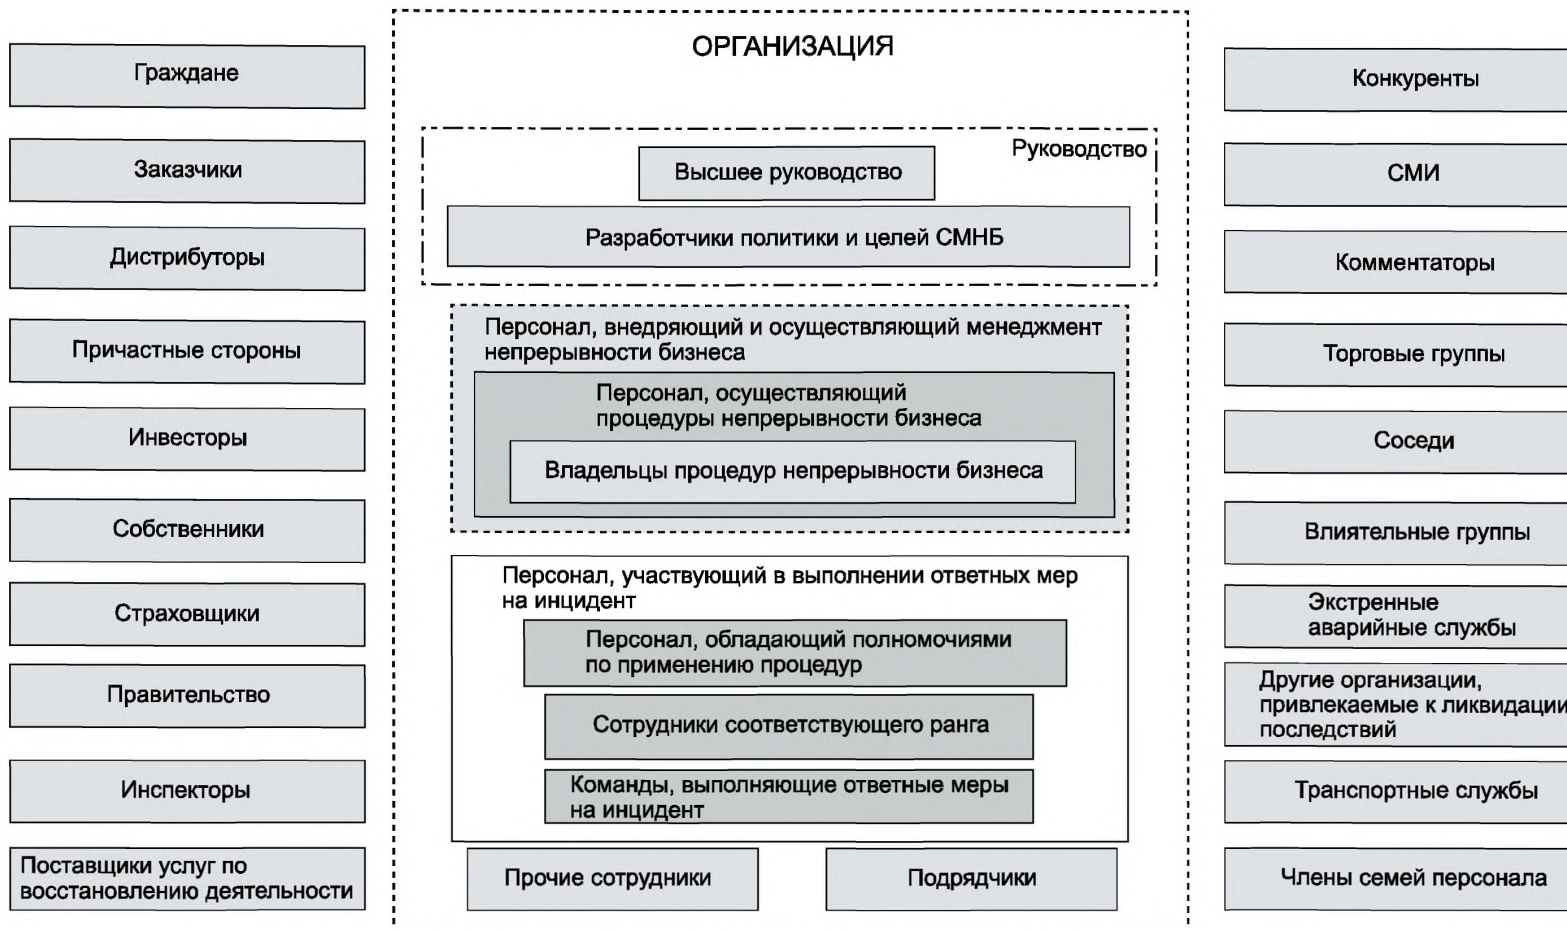 ОРГАНИЗАЦИЯ
Граждане
Заказчики
Дистрибуторы
Причастные стороны
Инвесторы
Собственники
Страховщики
Правительство
Инспекторы
Поставщики услуг по
восстановлению деятельности
Руководство
Высшее руководство
Разработчики политики и целей СМНБ
Персонал, внедряющий и осуществляющий менеджмент
непрерывности бизнеса
Персонал, осуществляющий
процедуры непрерывности бизнеса
Владельцы процедур непрерывности бизнеса
Персонал, участвующий в выполнении ответных мер
на инцидент
Персонал, обладающий полномочиями
по применению процедур
Сотрудники соответствующего ранга
Команды, выполняющие ответные меры
на инцидент
Прочие сотрудники
Подрядчики
Конкуренты
СМИ
Комментаторы
Торговые группы
Соседи
Влиятельные группы
Экстренные
аварийные службы
Другие организации,
привлекаемые к ликвидации
последствий
Транспортные службы
Члены семей персонала